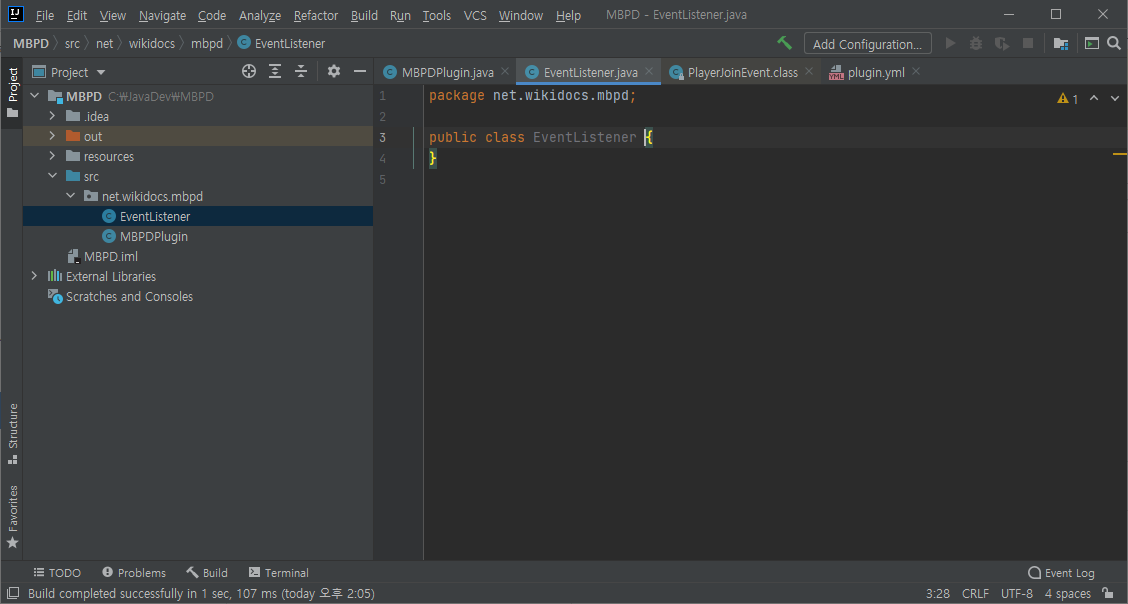 File Edit View Navigate Code Analyze Refactor Build Run Tools VCS Window Help MBPD - EventListener.java
MBPD src net wikidocs mbpd EventListener Add Configuration...
Project
Project
MBPDPlugin.java EventListener.java PlayerJoinEvent.class plugin.yml
MBPD C:₩JavaDev₩MBPD
.idea
out
resources
src
net.wikidocs.mbpd
EventListener
MBPDPlugin
MBPD.iml
External Libraries
Scratches and Consoles
1 package net.wikidocs.mbpd;
2
3 public class EventListener {
4 }
5
1
Structure
Favorites
TODO Problems Build Terminal Event Log
Build completed successfully in 1 sec, 107 ms (today 오후 2:05) 3:28 CRLF UTF-8 4 spaces